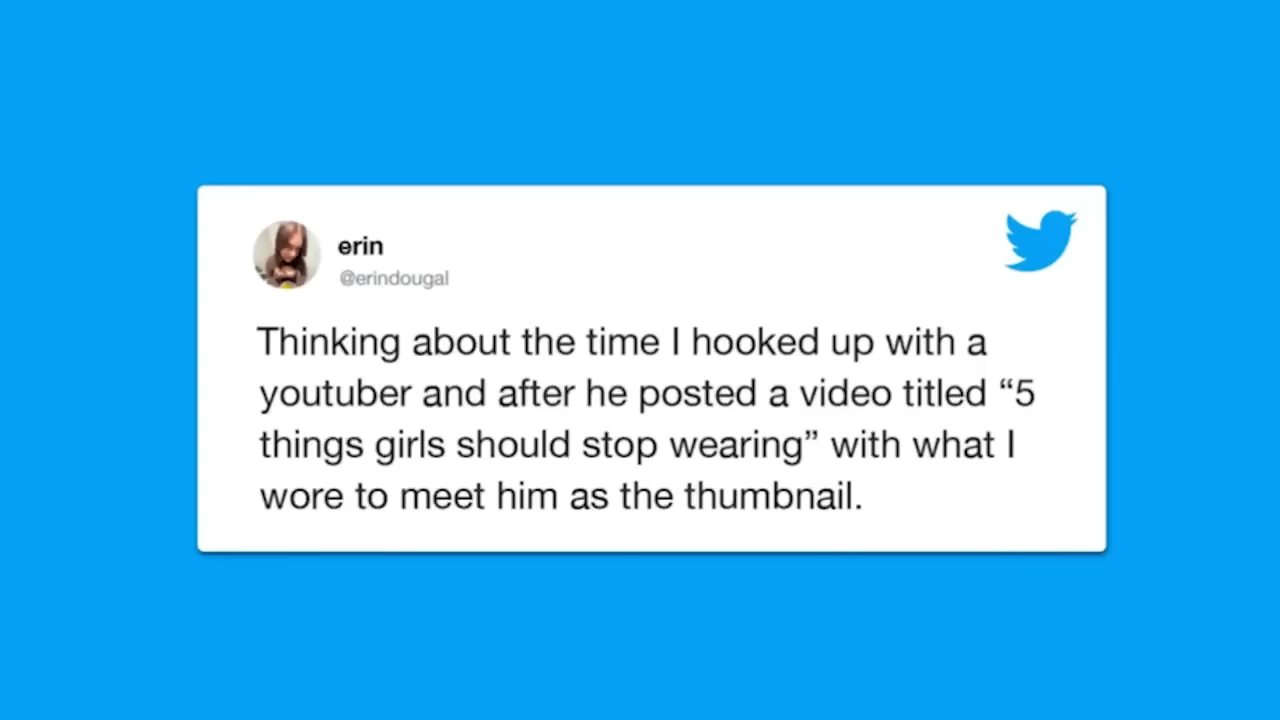 erin
@erindougal
Thinking about the time I hooked up with a
youtuber and after he posted a video titled “5
things girls should stop wearing” with what I
wore to meet him as the thumbnail.